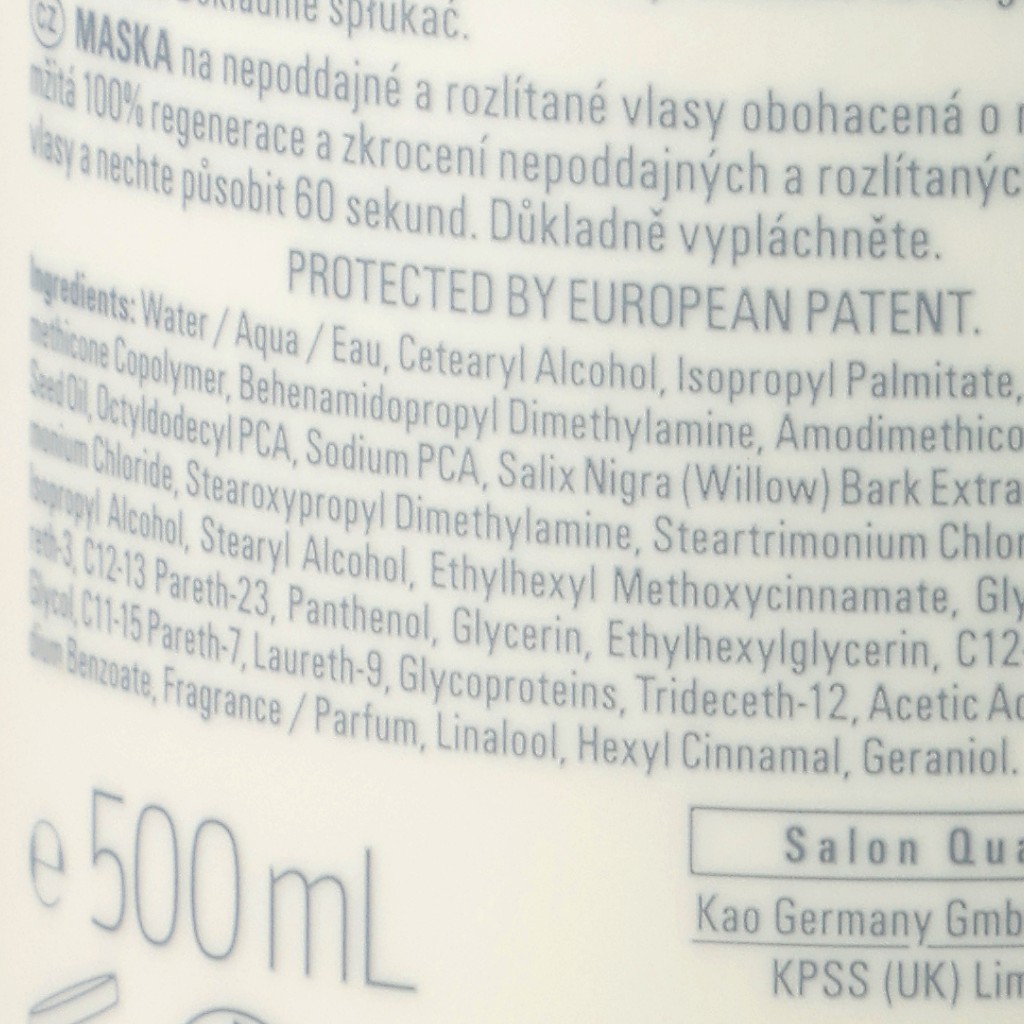 spłukać.
CZ MASKA na nepoddajné a rozlítané vlasy obohacená o
mžitá 100% regenerace a zkrocení nepoddajných a rozlítaných
vlasy a nechte působit 60 sekund. Důkladně vypláchněte.
PROTECTED BY EUROPEAN PATENT.
Ingredients: Water / Aqua / Eau, Cetearyl Alcohol, Isopropyl Palmitate,
methicone Copolymer, Behenamidopropyl Dimethylamine, Amodimethico
Seed Oil, Octyldodecyl PCA, Sodium PCA, Salix Nigra (Willow) Bark Extra
monium Chloride, Stearoxypropyl Dimethylamine, Steartrimonium Chlor
Isopropyl Alcohol, Stearyl Alcohol, Ethylhexyl Methoxycinnamate, Gly
reth-3, C12-13 Pareth-23, Panthenol, Glycerin, Ethylhexylglycerin, C12-
Glycol, C11-15 Pareth-7, Laureth-9, Glycoproteins, Trideceth-12, Acetic Ac
dium Benzoate, Fragrance / Parfum, Linalool, Hexyl Cinnamal, Geraniol.
e 500 mL
Salon Qua
Kao Germany Gmb
KPSS (UK) Lim